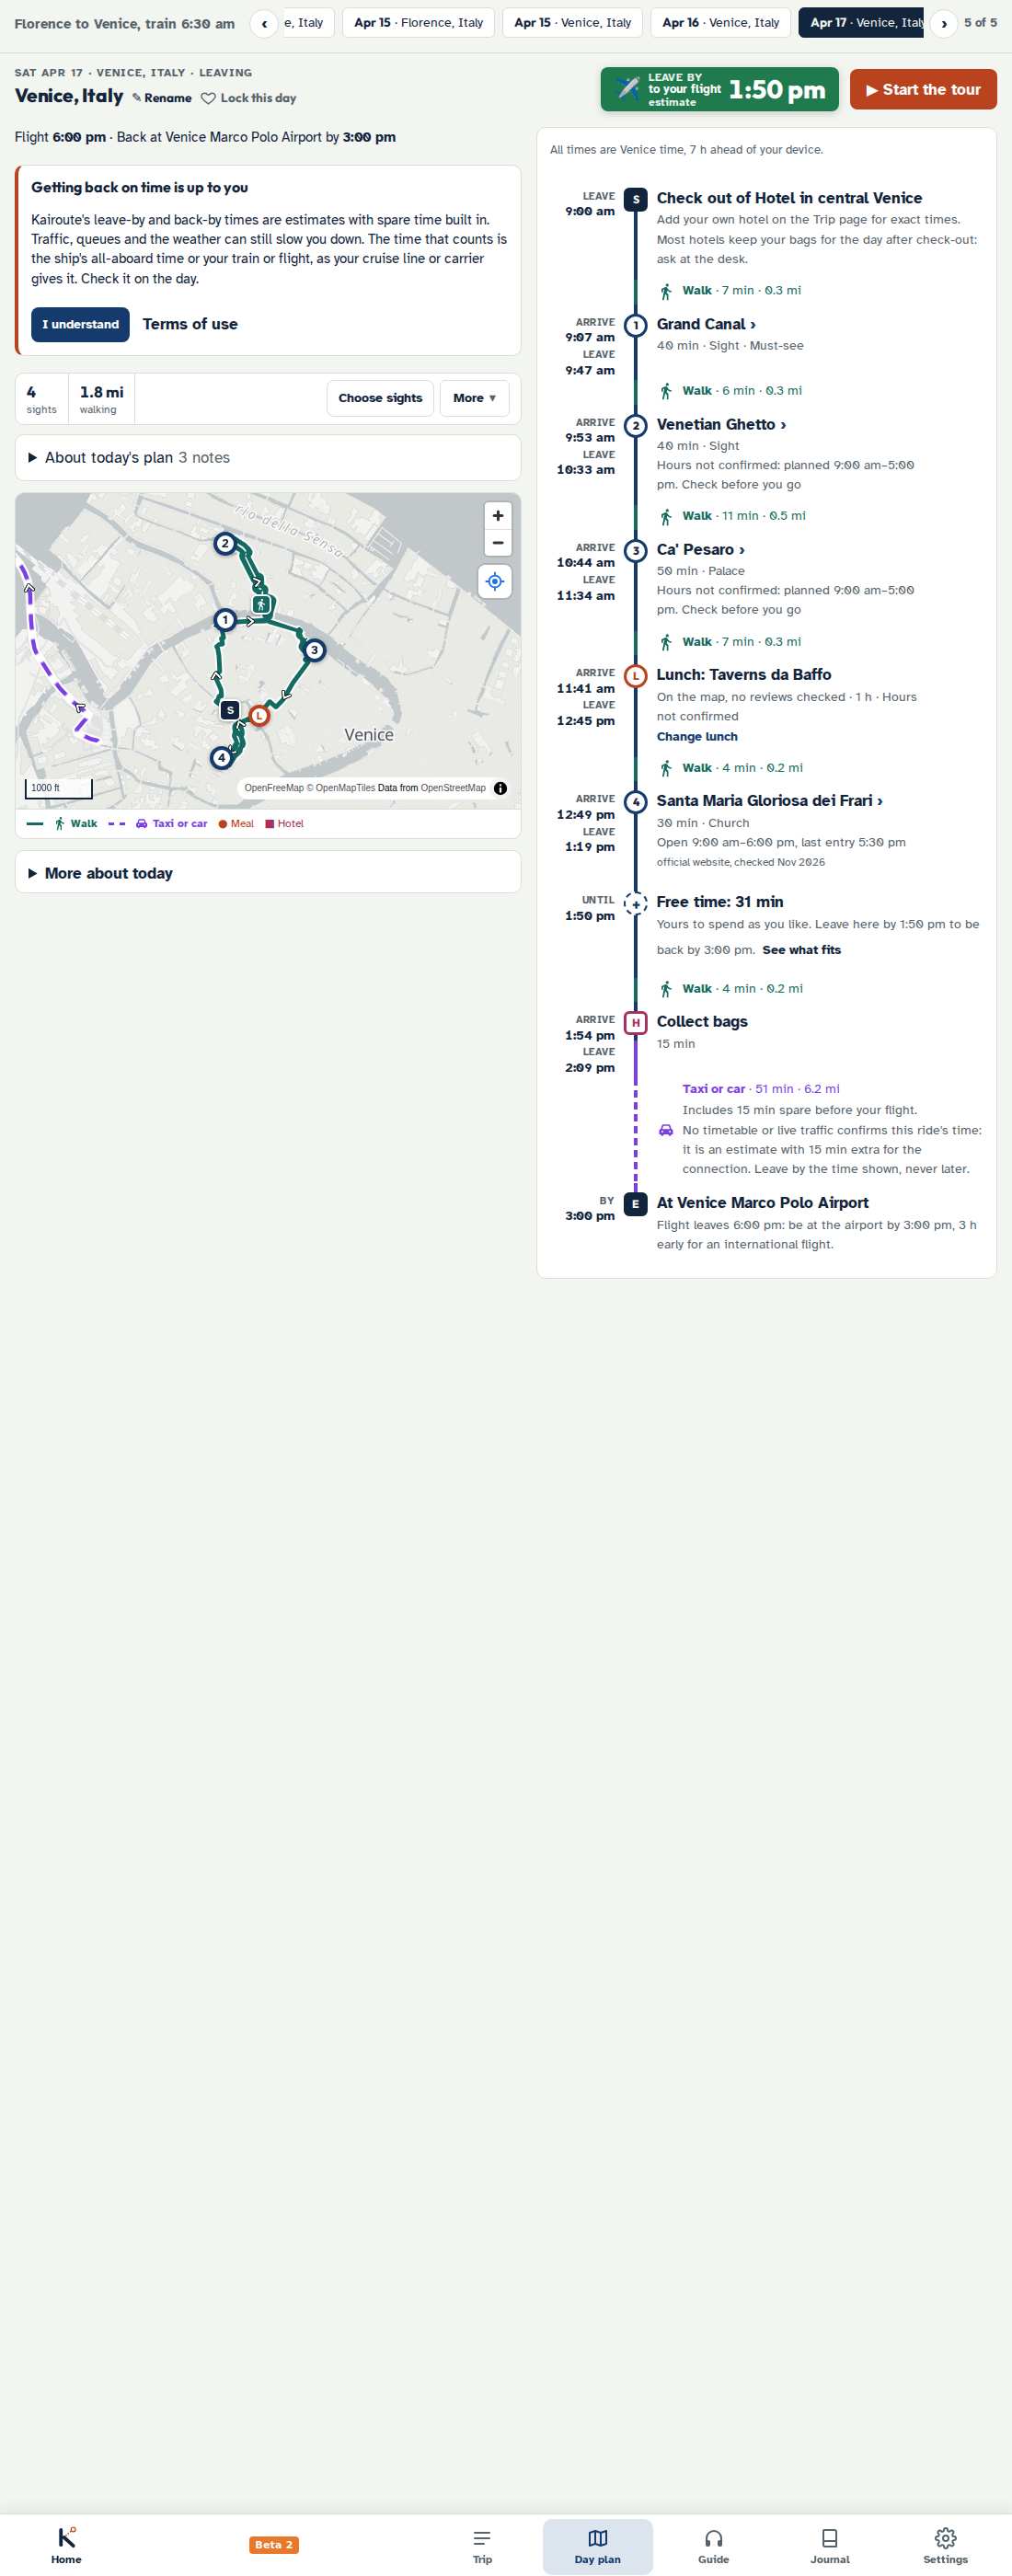 Florence to Venice, train 6:30 am
‹
e, Italy
Apr 15 · Florence, Italy
Apr 15 · Venice, Italy
Apr 16 · Venice, Italy
Apr 17 · Venice, Italy
›
5 of 5
SAT APR 17 · VENICE, ITALY · LEAVING
Venice, Italy
✎ Rename
Lock this day
LEAVE BY
to your flight
estimate
1:50 pm
▶ Start the tour
Flight 6:00 pm · Back at Venice Marco Polo Airport by 3:00 pm
Getting back on time is up to you
Kairoute's leave-by and back-by times are estimates with spare time built in.
Traffic, queues and the weather can still slow you down. The time that counts is
the ship's all-aboard time or your train or flight, as your cruise line or carrier
gives it. Check it on the day.
I understand
Terms of use
4
sights
1.8 mi
walking
Choose sights
More ▾
▶ About today's plan 3 notes
rio della Sensa
+
−
2
1
3
S
L
4
Venice
1000 ft
OpenFreeMap © OpenMapTiles Data from OpenStreetMap
Walk
Taxi or car
Meal
Hotel
▶ More about today
All times are Venice time, 7 h ahead of your device.
LEAVE
9:00 am
S
Check out of Hotel in central Venice
Add your own hotel on the Trip page for exact times.
Most hotels keep your bags for the day after check-out:
ask at the desk.
Walk · 7 min · 0.3 mi
ARRIVE
9:07 am
LEAVE
9:47 am
1
Grand Canal ›
40 min · Sight · Must-see
Walk · 6 min · 0.3 mi
ARRIVE
9:53 am
LEAVE
10:33 am
2
Venetian Ghetto ›
40 min · Sight
Hours not confirmed: planned 9:00 am–5:00
pm. Check before you go
Walk · 11 min · 0.5 mi
ARRIVE
10:44 am
LEAVE
11:34 am
3
Ca' Pesaro ›
50 min · Palace
Hours not confirmed: planned 9:00 am–5:00
pm. Check before you go
Walk · 7 min · 0.3 mi
ARRIVE
11:41 am
LEAVE
12:45 pm
L
Lunch: Taverns da Baffo
On the map, no reviews checked · 1 h · Hours
not confirmed
Change lunch
Walk · 4 min · 0.2 mi
ARRIVE
12:49 pm
LEAVE
1:19 pm
4
Santa Maria Gloriosa dei Frari ›
30 min · Church
Open 9:00 am–6:00 pm, last entry 5:30 pm
official website, checked Nov 2026
UNTIL
1:50 pm
+
Free time: 31 min
Yours to spend as you like. Leave here by 1:50 pm to be
back by 3:00 pm. See what fits
Walk · 4 min · 0.2 mi
ARRIVE
1:54 pm
LEAVE
2:09 pm
H
Collect bags
15 min
Taxi or car · 51 min · 6.2 mi
Includes 15 min spare before your flight.
No timetable or live traffic confirms this ride's time:
it is an estimate with 15 min extra for the
connection. Leave by the time shown, never later.
BY
3:00 pm
E
At Venice Marco Polo Airport
Flight leaves 6:00 pm: be at the airport by 3:00 pm, 3 h
early for an international flight.
Home
Beta 2
Trip
Day plan
Guide
Journal
Settings